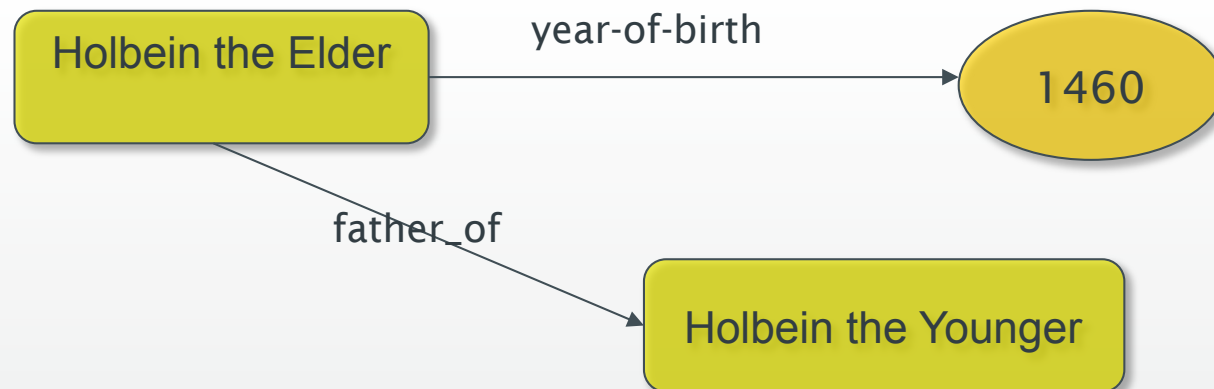 year-of-birth
Holbein the Elder
1460
father_of
Holbein the Younger